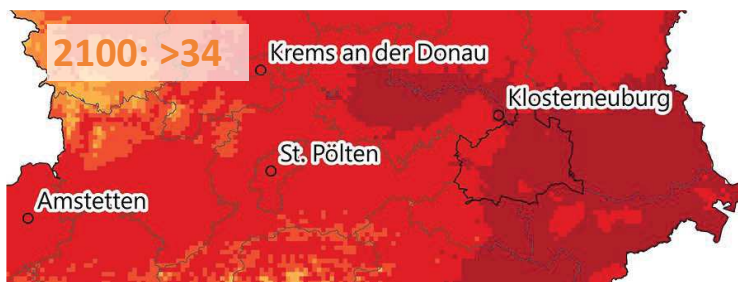 2100: >34
Krems an der Donau
Klosterneuburg
St. Pölten
Amstetten